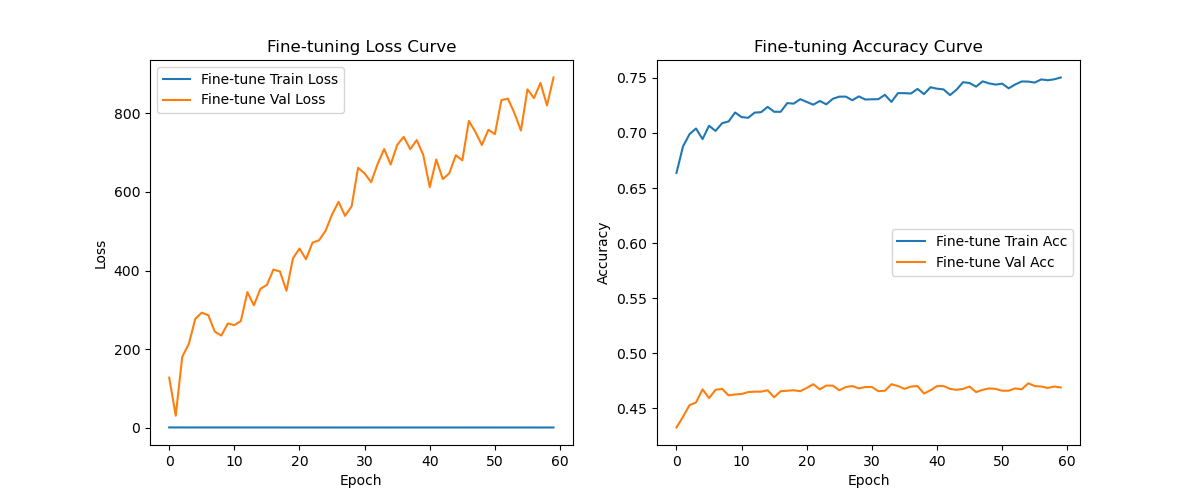 Fine-tuning Loss Curve
Fine-tune Train Loss
Fine-tune Val Loss
800
600
400
200
0
Loss
0 10 20 30 40 50 60
Epoch
Fine-tuning Accuracy Curve
0.75
0.70
0.65
0.60
0.55
0.50
0.45
Accuracy
Fine-tune Train Acc
Fine-tune Val Acc
0 10 20 30 40 50 60
Epoch